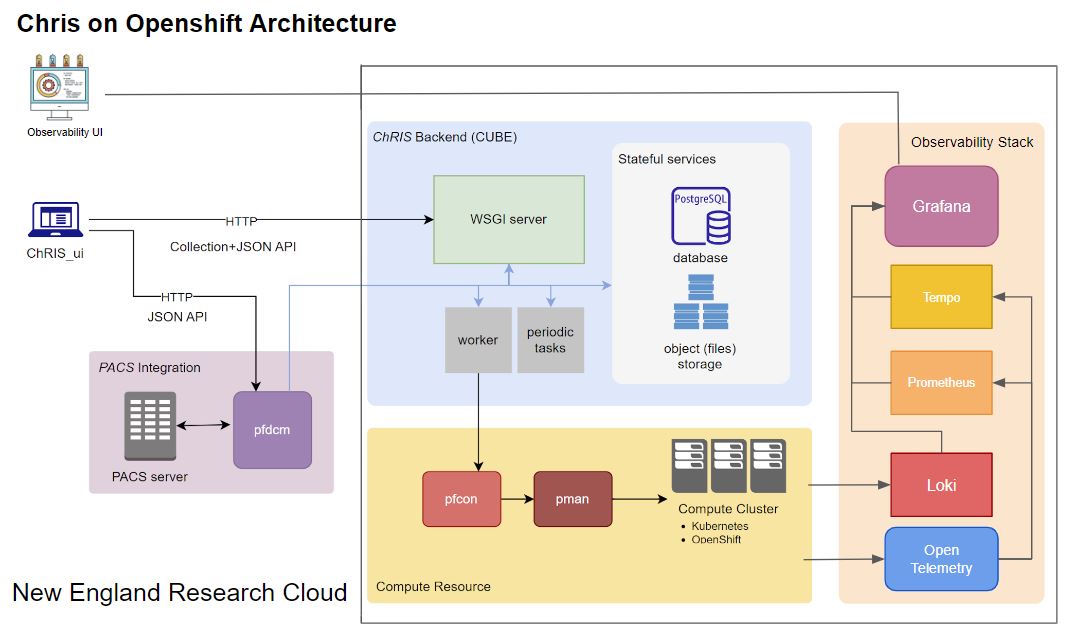 Chris on Openshift Architecture
Observability UI
ChRIS_ui
HTTP
Collection+JSON API
HTTP
JSON API
PACS Integration
PACS server
pfdcm
ChRIS Backend (CUBE)
WSGI server
worker
periodic
tasks
Stateful services
PostgreSQL
database
object (files)
storage
pfcon
pman
Compute Cluster
• Kubernetes
• OpenShift
Compute Resource
Observability Stack
Grafana
Tempo
Prometheus
Loki
Open
Telemetry
New England Research Cloud